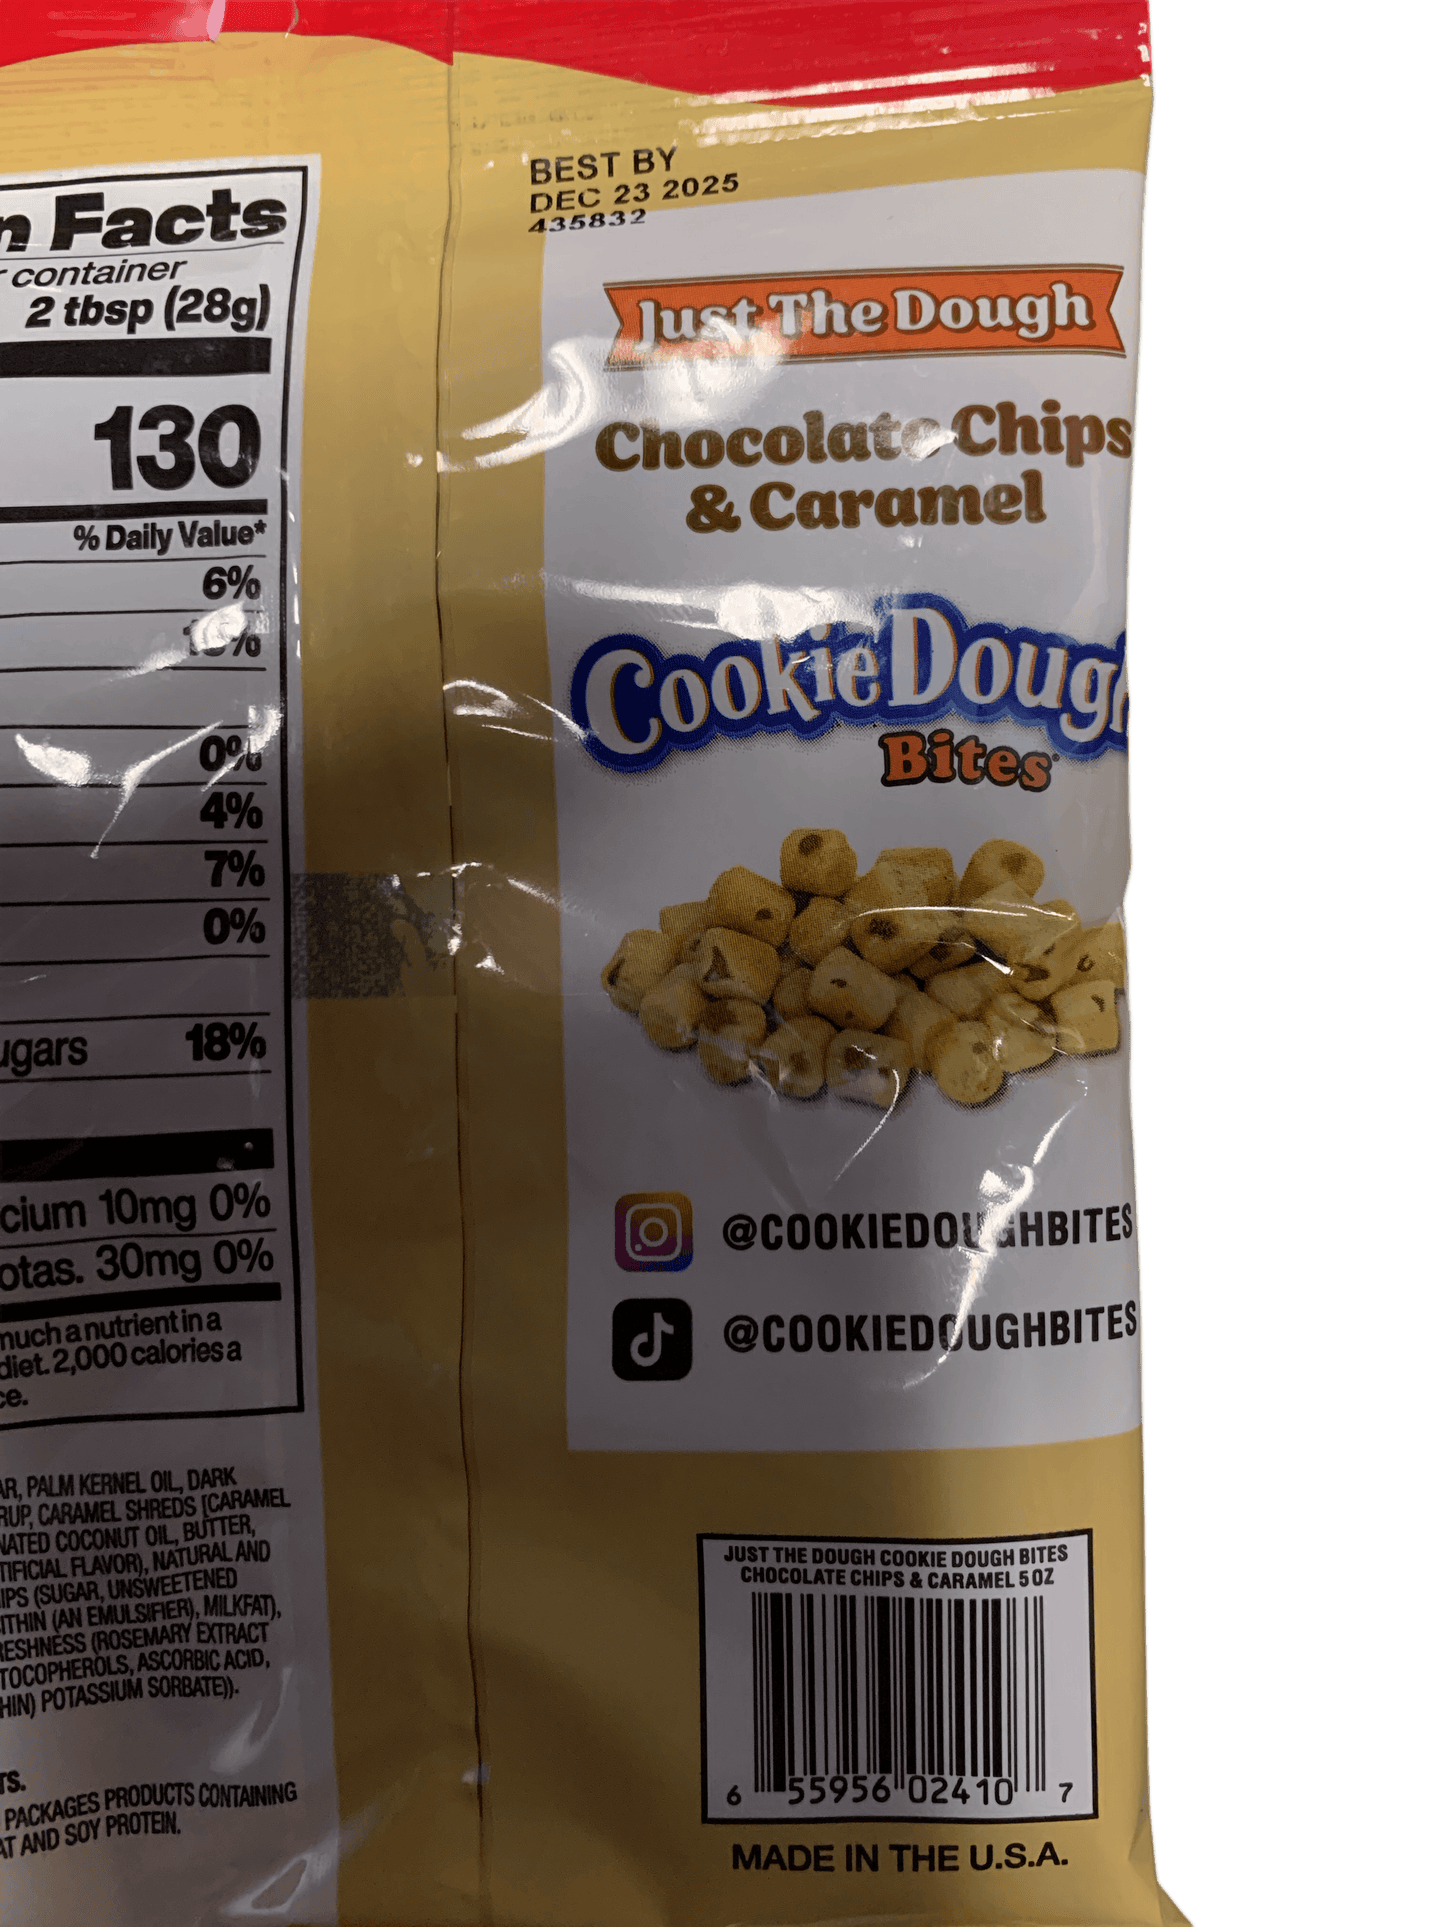 n Facts
r container
2 tbsp (28g)
130
% Daily Value*
6%
0%
4%
7%
0%
ugars 18%
cium 10mg 0%
otas. 30mg 0%
much a nutrient in a
diet. 2,000 calories a
ce.
AR, PALM KERNEL OIL, DARK
RUP, CARAMEL SHREDS [CARAMEL
NATED COCONUT OIL, BUTTER,
TIFICIAL FLAVOR), NATURAL AND
IPS (SUGAR, UNSWEETENED
ITHIN (AN EMULSIFIER), MILKFAT),
RESHNESS (ROSEMARY EXTRACT
TOCOPHEROLS, ASCORBIC ACID,
HIN) POTASSIUM SORBATE)).
TS.
PACKAGES PRODUCTS CONTAINING
AT AND SOY PROTEIN.
BEST BY
DEC 23 2025
435832
Just The Dough
Chocolate Chips
& Caramel
Cookie Dough
Bites
@COOKIEDOUGHBITES
@COOKIEDOUGHBITES
JUST THE DOUGH COOKIE DOUGH BITES
CHOCOLATE CHIPS & CARAMEL 5 OZ
6 55956 02410 7
MADE IN THE U.S.A.